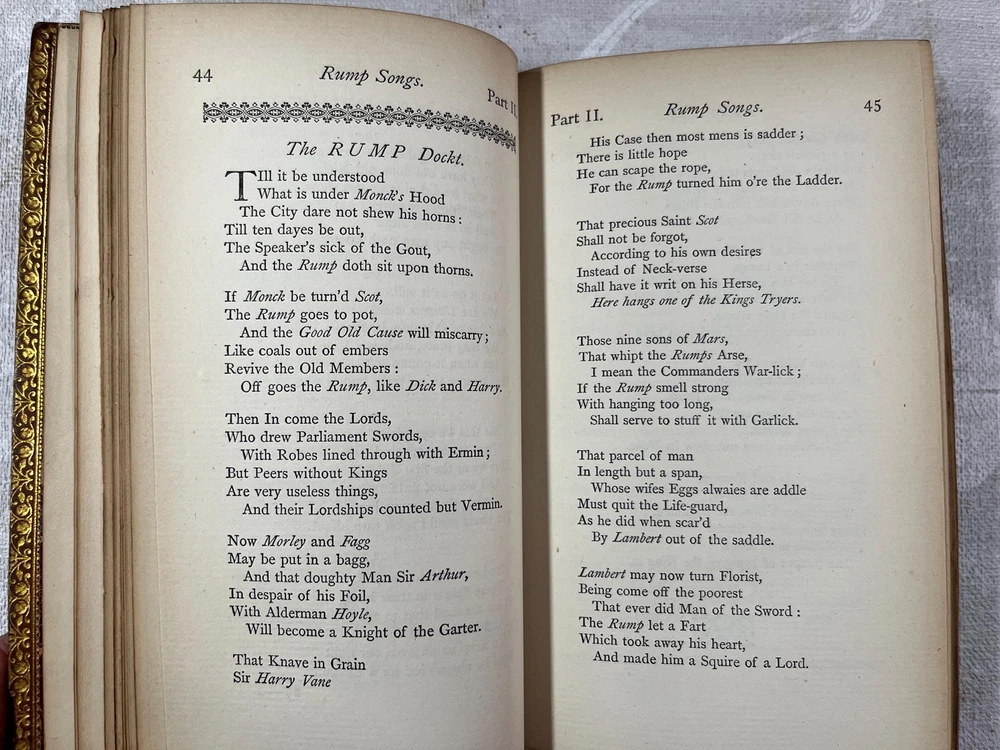 44 Rump Songs. Part II.
The RUMP Dockt.
TIll it be understood
What is under Monck's Hood
The City dare not shew his horns:
Till ten dayes be out,
The Speaker's sick of the Gout,
And the Rump doth sit upon thorns.
If Monck be turn'd Scot,
The Rump goes to pot,
And the Good Old Cause will miscarry;
Like coals out of embers
Revive the Old Members:
Off goes the Rump, like Dick and Harry.
Then In come the Lords,
Who drew Parliament Swords,
With Robes lined through with Ermin;
But Peers without Kings
Are very useless things,
And their Lordships counted but Vermin.
Now Morley and Fagg
May be put in a bagg,
And that doughty Man Sir Arthur,
In despair of his Foil,
With Alderman Hoyle,
Will become a Knight of the Garter.
That Knave in Grain
Sir Harry Vane
Part II. Rump Songs. 45
His Case then most mens is sadder;
There is little hope
He can scape the rope,
For the Rump turned him o're the Ladder.
That precious Saint Scot
Shall not be forgot,
According to his own desires
Instead of Neck-verse
Shall have it writ on his Herse,
Here hangs one of the Kings Tryers.
Those nine sons of Mars,
That whipt the Rumps Arse,
I mean the Commanders War-lick;
If the Rump smell strong
With hanging too long,
Shall serve to stuff it with Garlick.
That parcel of man
In length but a span,
Whose wifes Eggs alwaies are addle
Must quit the Life-guard,
As he did when scar'd
By Lambert out of the saddle.
Lambert may now turn Florist,
Being come off the poorest
That ever did Man of the Sword:
The Rump let a Fart
Which took away his heart,
And made him a Squire of a Lord.